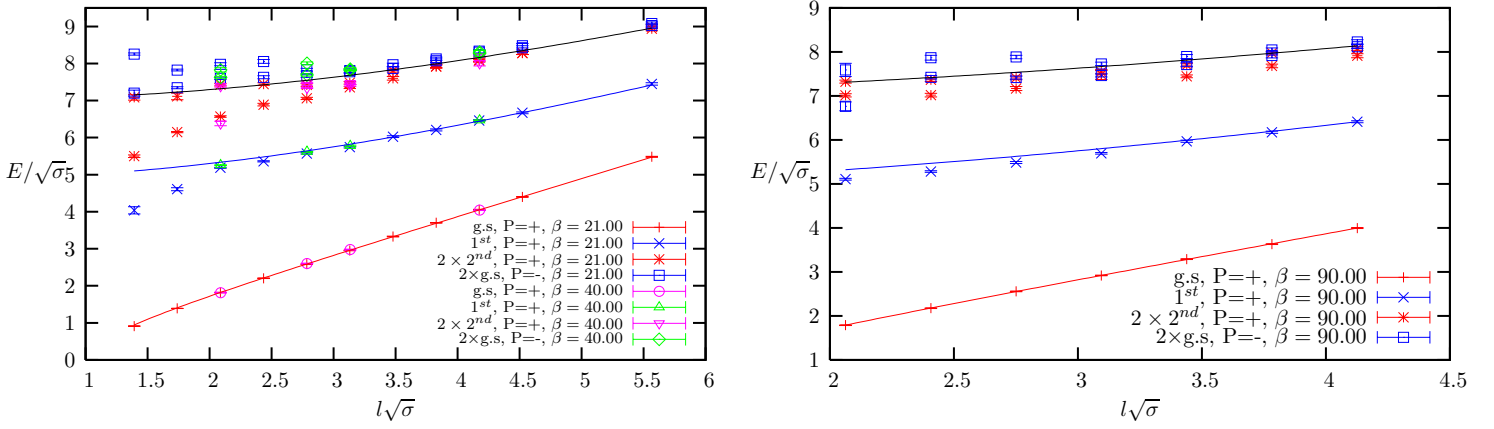 9
8
7
6
5
4
3
2
1
0
E/√σ
1
1.5
2
2.5
3
3.5
4
4.5
5
5.5
6
l√σ
g.s, P=+, β = 21.00
1ˢᵗ, P=+, β = 21.00
2 × 2ⁿᵈ, P=+, β = 21.00
2×g.s, P=-, β = 21.00
g.s, P=+, β = 40.00
1ˢᵗ, P=+, β = 40.00
2 × 2ⁿᵈ, P=+, β = 40.00
2×g.s, P=-, β = 40.00
9
8
7
6
5
4
3
2
1
E/√σ
2
2.5
3
3.5
4
4.5
l√σ
g.s, P=+, β = 90.00
1ˢᵗ, P=+, β = 90.00
2 × 2ⁿᵈ, P=+, β = 90.00
2×g.s, P=-, β = 90.00